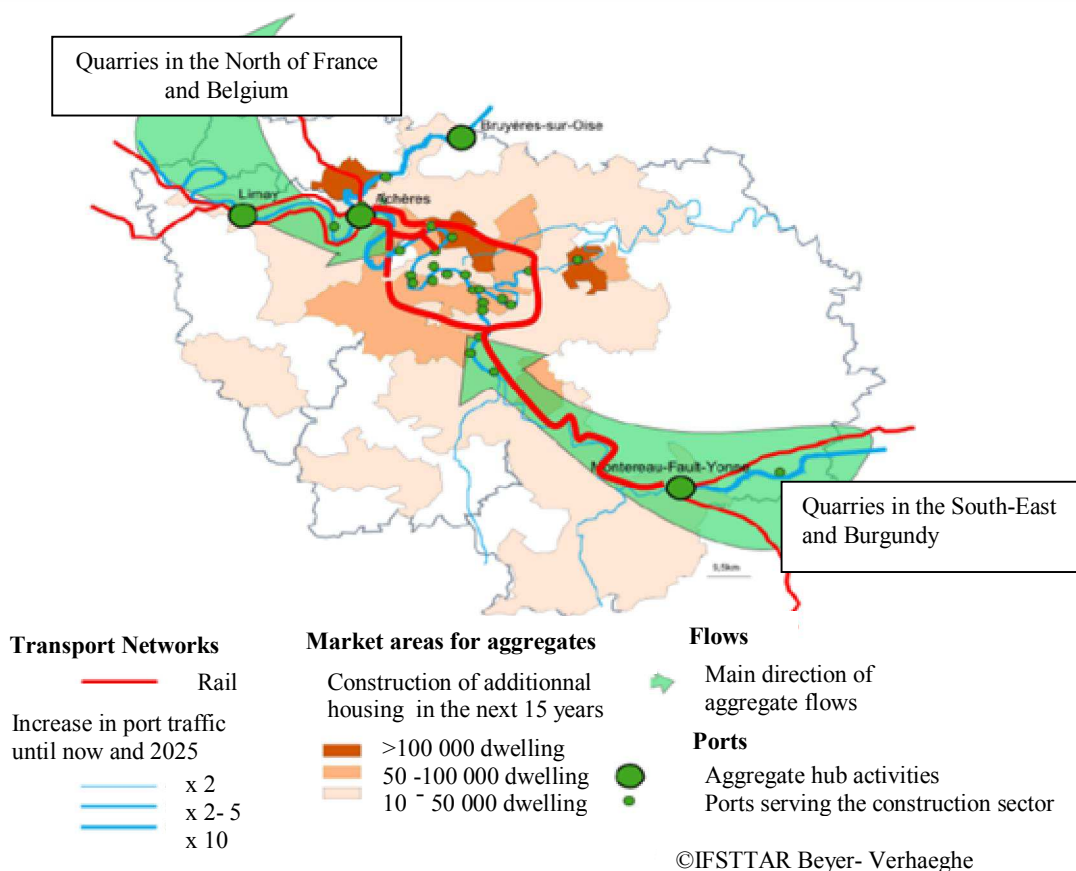 Quarries in the North of France
and Belgium
Bruyères-sur-Oise
Limay
Achères
Montereau-Fault-Yonne
Quarries in the South-East
and Burgundy
9,5km
Transport Networks
Rail
Increase in port traffic
until now and 2025
x 2
x 2- 5
x 10
Market areas for aggregates
Construction of additionnal
housing in the next 15 years
>100 000 dwelling
50 -100 000 dwelling
10 - 50 000 dwelling
Flows
Main direction of
aggregate flows
Ports
Aggregate hub activities
Ports serving the construction sector
©IFSTTAR Beyer- Verhaeghe